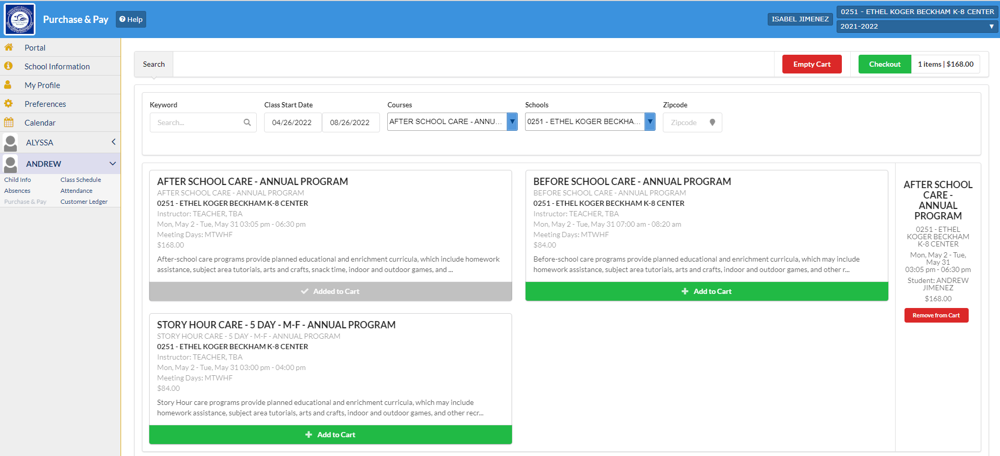 Purchase & Pay
Help
ISABEL JIMENEZ
0251 - ETHEL KOGER BECKHAM K-8 CENTER
2021-2022
Portal
School Information
My Profile
Preferences
Calendar
ALYSSA
ANDREW
Child Info
Class Schedule
Absences
Attendance
Purchase & Pay
Customer Ledger
Search
Empty Cart
Checkout
1 items | $168.00
Keyword
Class Start Date
Courses
Schools
Zipcode
Search...
04/26/2022
08/26/2022
AFTER SCHOOL CARE - ANNU...
0251 - ETHEL KOGER BECKHA...
Zipcode
AFTER SCHOOL CARE - ANNUAL PROGRAM
AFTER SCHOOL CARE - ANNUAL PROGRAM
0251 - ETHEL KOGER BECKHAM K-8 CENTER
Instructor: TEACHER, TBA
Mon, May 2 - Tue, May 31 03:05 pm - 06:30 pm
Meeting Days: MTWHF
$168.00
After-school care programs provide planned educational and enrichment curricula, which include homework
assistance, subject area tutorials, arts and crafts, snack time, indoor and outdoor games, and ...
Added to Cart
BEFORE SCHOOL CARE - ANNUAL PROGRAM
BEFORE SCHOOL CARE - ANNUAL PROGRAM
0251 - ETHEL KOGER BECKHAM K-8 CENTER
Instructor: TEACHER, TBA
Mon, May 2 - Tue, May 31 07:00 am - 08:20 am
Meeting Days: MTWHF
$84.00
Before-school care programs provide planned educational and enrichment curricula, which may include
homework assistance, subject area tutorials, arts and crafts, indoor and outdoor games, and other r...
Add to Cart
STORY HOUR CARE - 5 DAY - M-F - ANNUAL PROGRAM
STORY HOUR CARE - 5 DAY - M-F - ANNUAL PROGRAM
0251 - ETHEL KOGER BECKHAM K-8 CENTER
Instructor: TEACHER, TBA
Mon, May 2 - Tue, May 31 03:00 pm - 04:00 pm
Meeting Days: MTWHF
$84.00
Story Hour care programs provide planned educational and enrichment curricula, which may include
homework assistance, subject area tutorials, arts and crafts, indoor and outdoor games, and other recr...
Add to Cart
AFTER SCHOOL
CARE -
ANNUAL
PROGRAM
0251 - ETHEL
KOGER BECKHAM
K-8 CENTER
Mon, May 2 - Tue,
May 31
03:05 pm - 06:30 pm
Student: ANDREW
JIMENEZ
$168.00
Remove from Cart